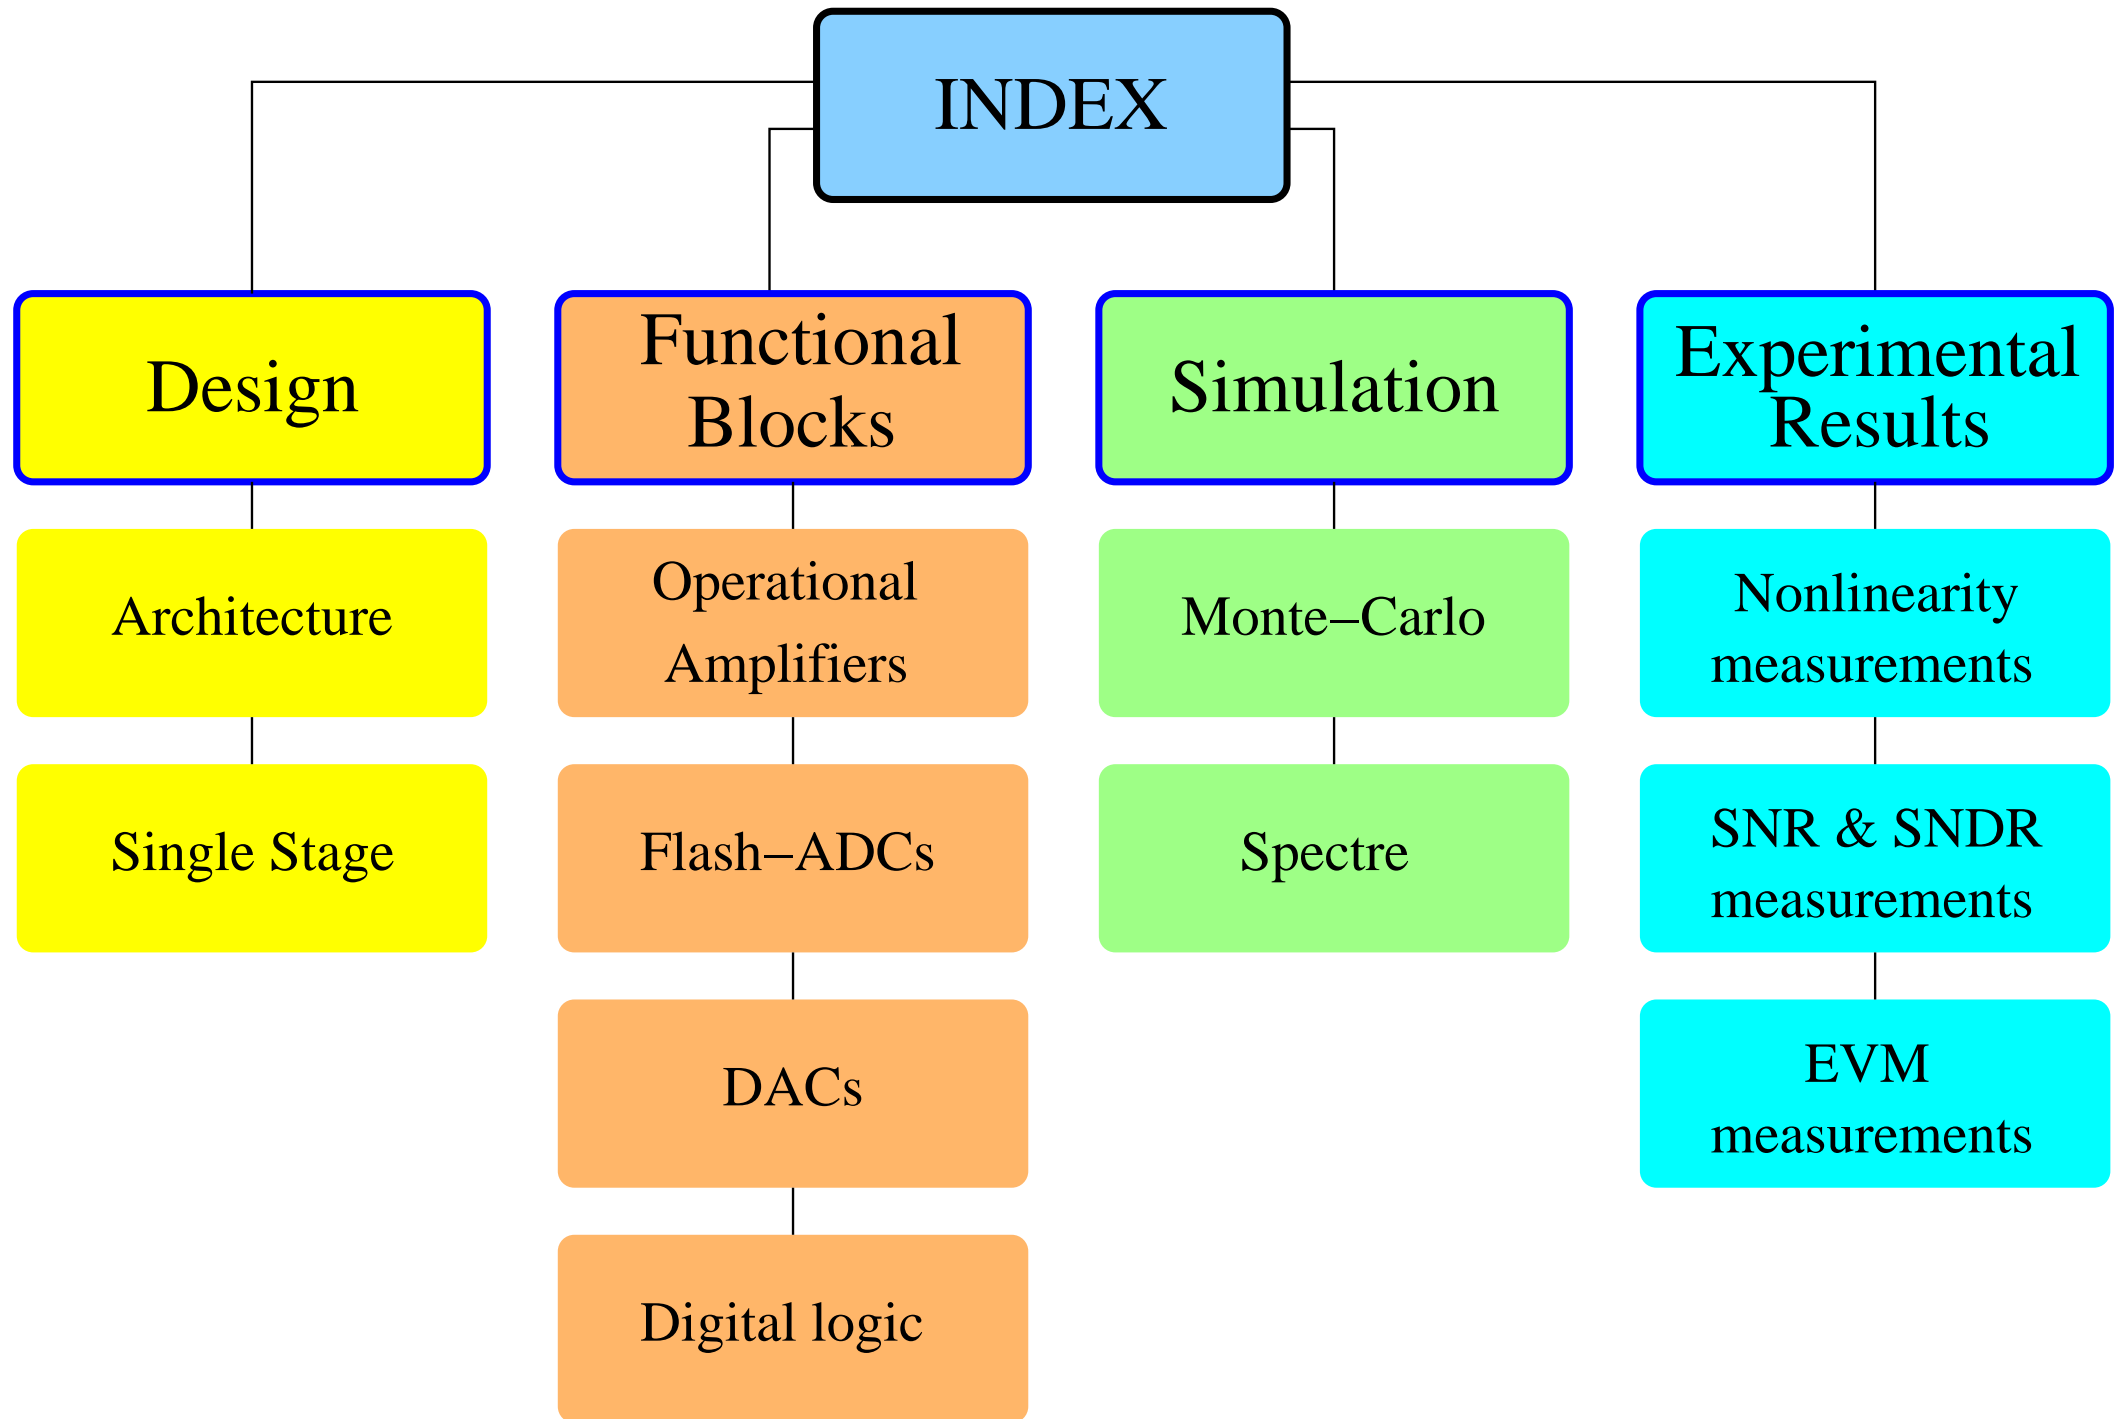 INDEX
Design
Functional
Blocks
Simulation
Experimental
Results
Architecture
Operational
Amplifiers
Monte–Carlo
Nonlinearity
measurements
Single Stage
Flash–ADCs
Spectre
SNR & SNDR
measurements
DACs
EVM
measurements
Digital logic